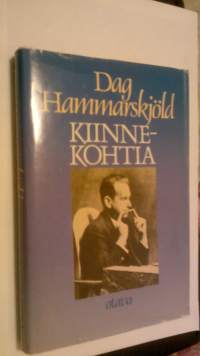 Dag
Hammarskjöld
KIINNE-
KOHTIA
otava